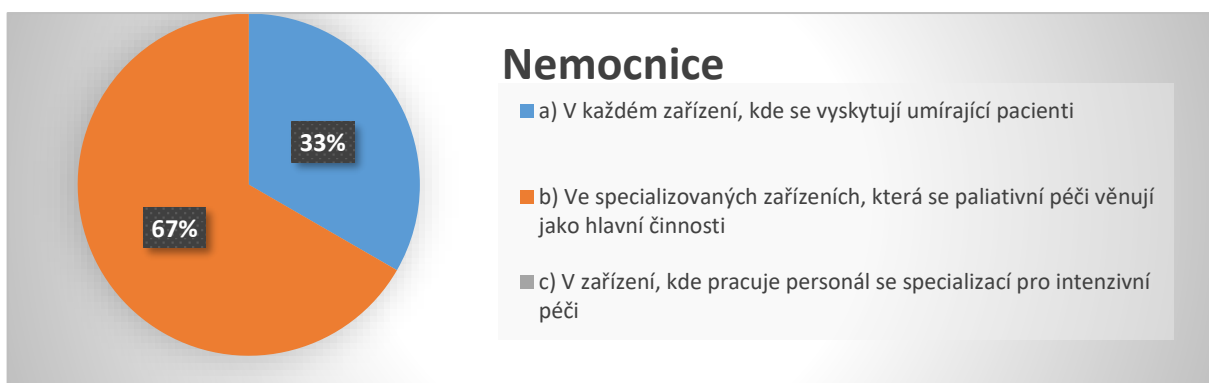 Nemocnice
a) V každém zařízení, kde se vyskytují umírající pacienti
33%
b) Ve specializovaných zařízeních, která se paliativní péči věnují
jako hlavní činnosti
67%
c) V zařízení, kde pracuje personál se specializací pro intenzivní
péči